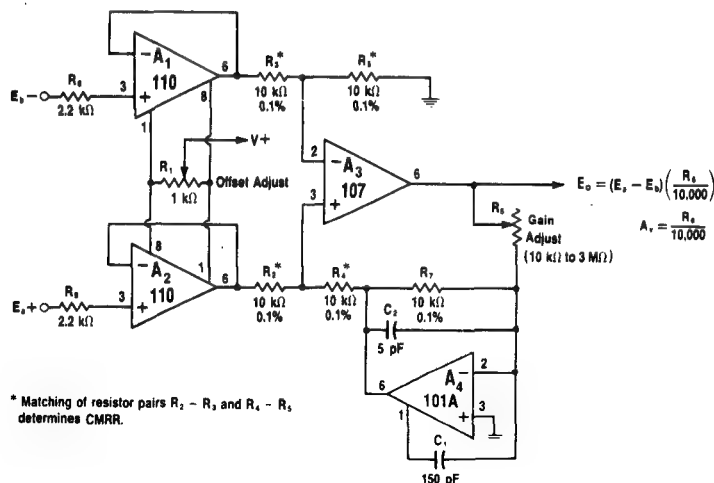 A₁
110
6
R₃*
10 kΩ
0.1%
R₅*
10 kΩ
0.1%
−
+
3
8
1
E_b−
R₉
2.2 kΩ
V+
R₁
1 kΩ
Offset Adjust
2
−
A₃
107
3
+
6
E₀ = (Eₐ − E_b) (R₆/10,000)
Aᵥ = R₆/10,000
R₆
Gain
Adjust
(10 kΩ to 3 MΩ)
8
−
A₂
110
1
6
R₂*
10 kΩ
0.1%
R₄*
10 kΩ
0.1%
R₇
10 kΩ
0.1%
Eₐ+
R₈
2.2 kΩ
3
+
C₂
5 pF
6
A₄
101A
−
2
+
3
1
C₁
150 pF
* Matching of resistor pairs R₂ − R₃ and R₄ − R₅
determines CMRR.